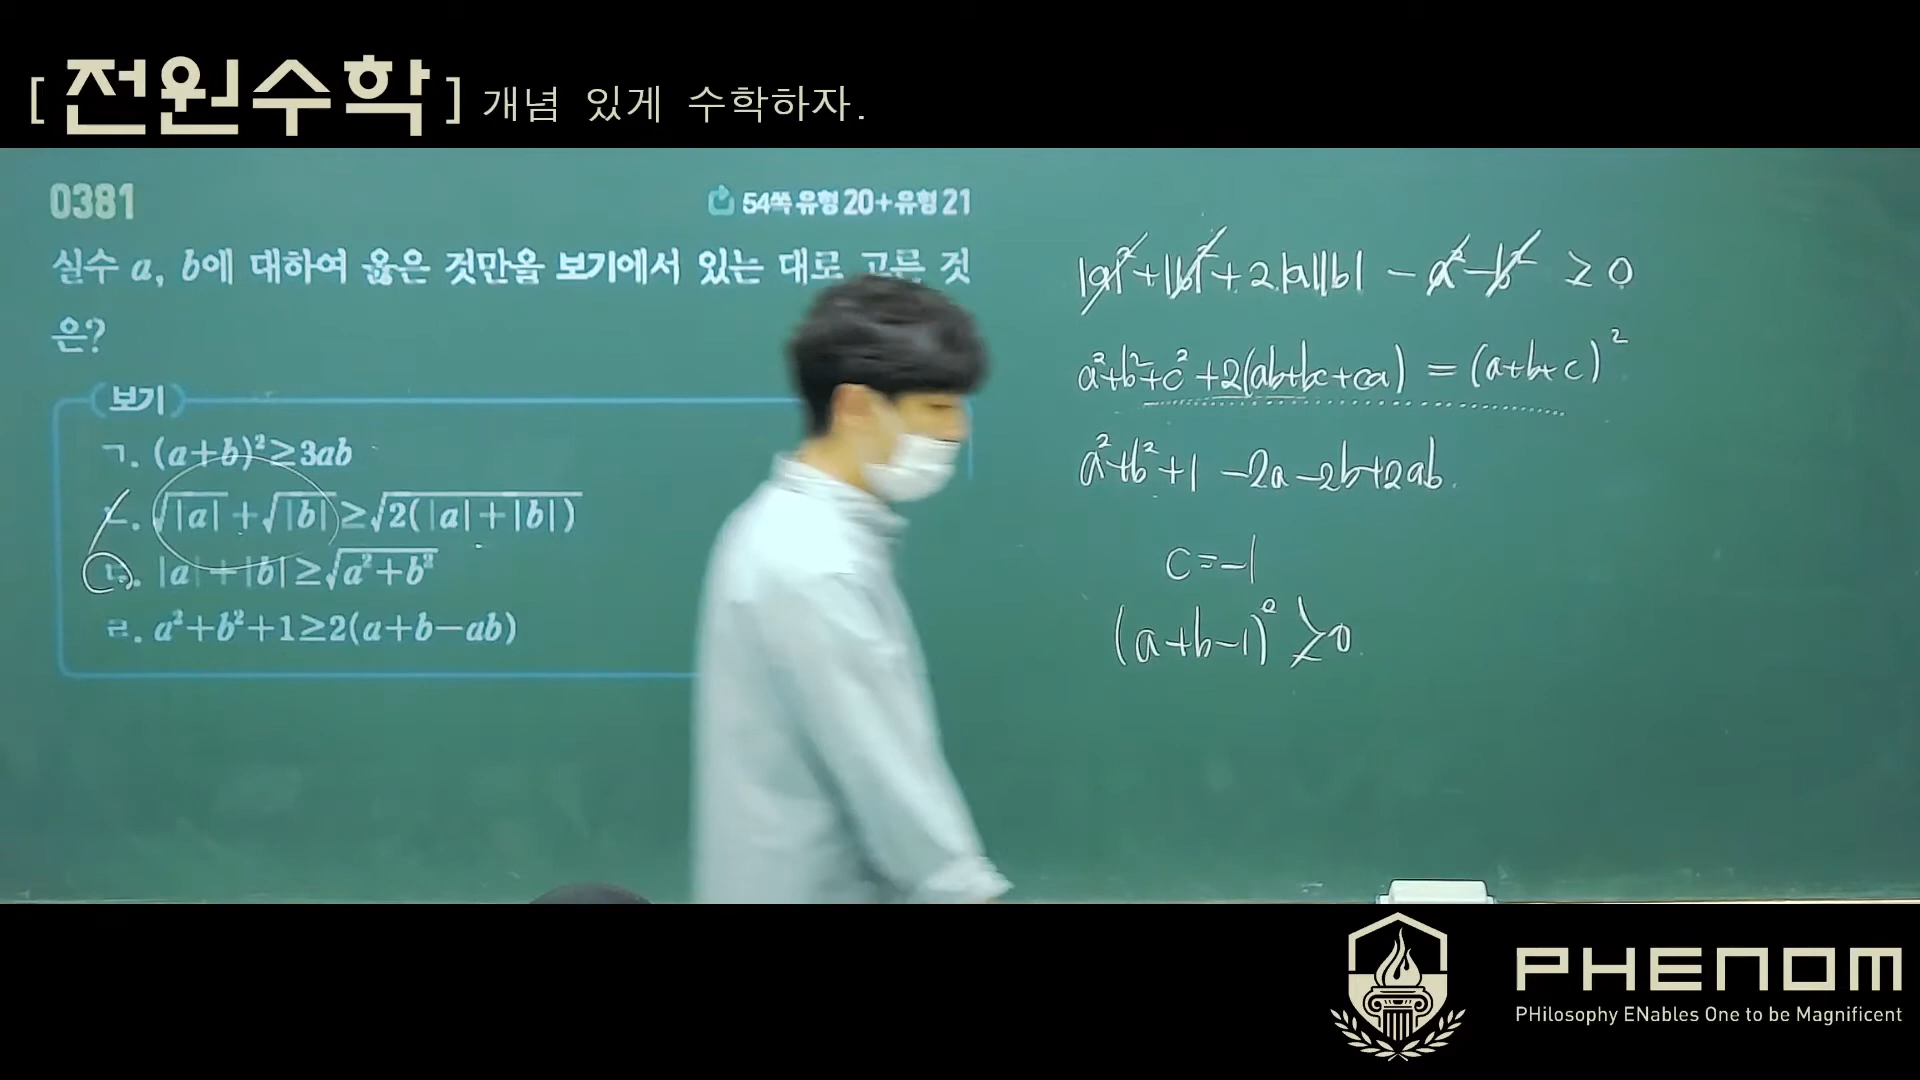 [전원수학] 개념 있게 수학하자.
0381
54쪽 유형 20+유형 21
실수 a, b에 대하여 옳은 것만을 보기에서 있는 대로 고른 것
은?
보기
ㄱ. (a+b)²≥3ab
ㄴ. √|a|+√|b|≥√2(|a|+|b|)
ㄷ. |a|+|b|≥√a²+b²
ㄹ. a²+b²+1≥2(a+b-ab)
|a|²+|b|²+2|a||b| - a²-b² ≥ 0
a²+b²+c²+2(ab+bc+ca) = (a+b+c)²
a²+b²+1-2a-2b+2ab
c=-1
(a+b-1)² ≥0
PHENOM
PHilosophy ENables One to be Magnificent